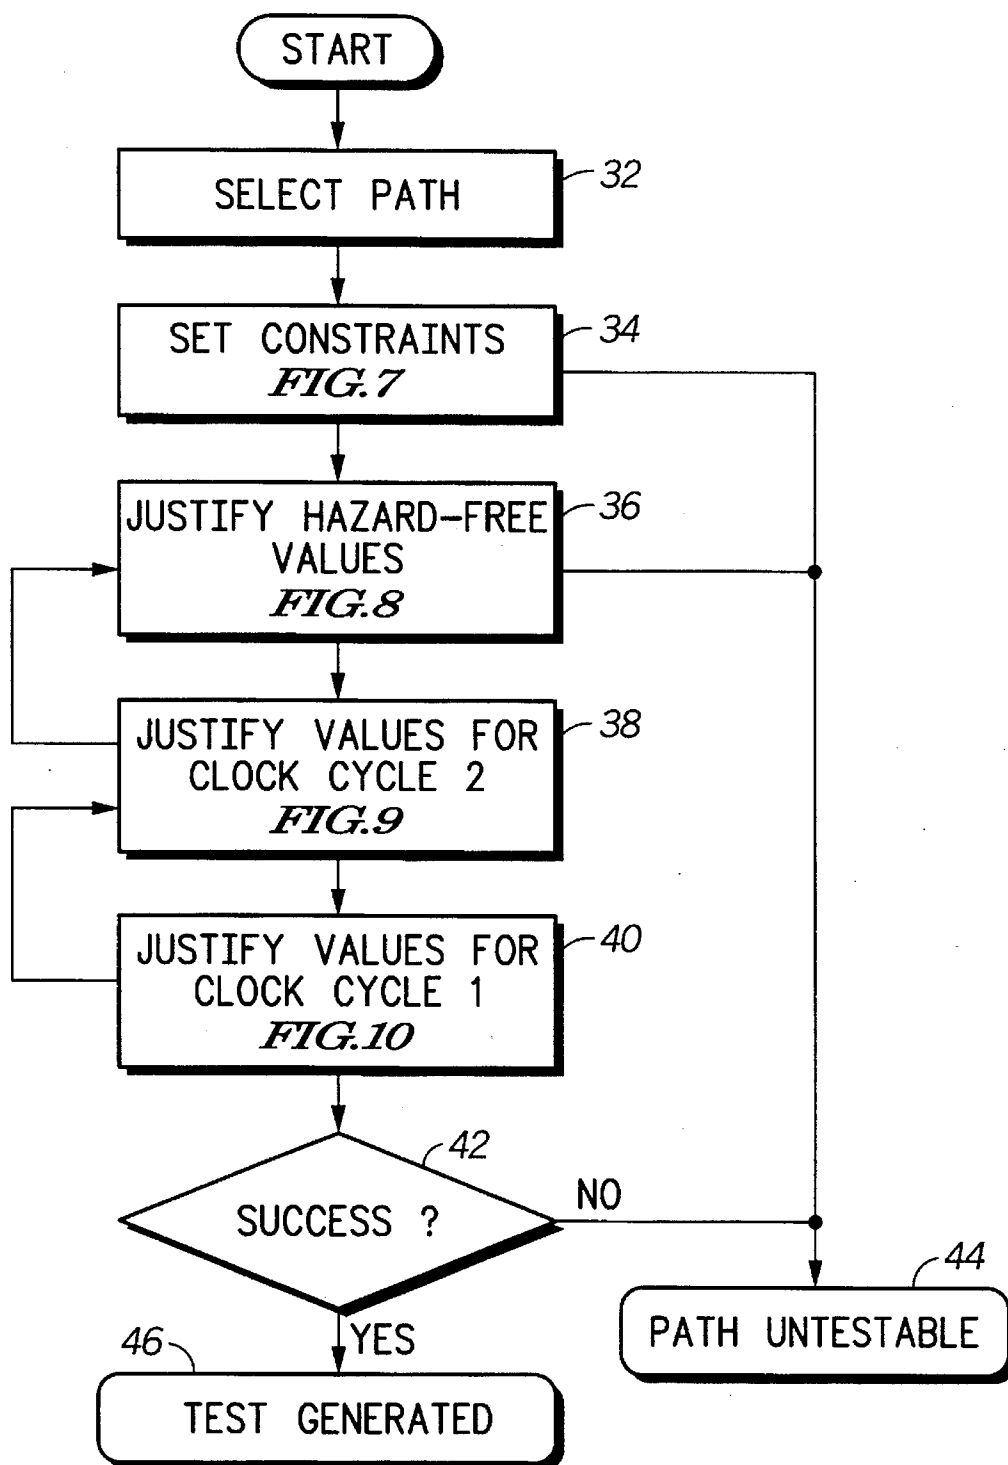 START
SELECT PATH
32
SET CONSTRAINTS
FIG.7
34
JUSTIFY HAZARD-FREE
VALUES
FIG.8
36
JUSTIFY VALUES FOR
CLOCK CYCLE 2
FIG.9
38
JUSTIFY VALUES FOR
CLOCK CYCLE 1
FIG.10
40
42
SUCCESS ?
NO
44
PATH UNTESTABLE
YES
46
TEST GENERATED